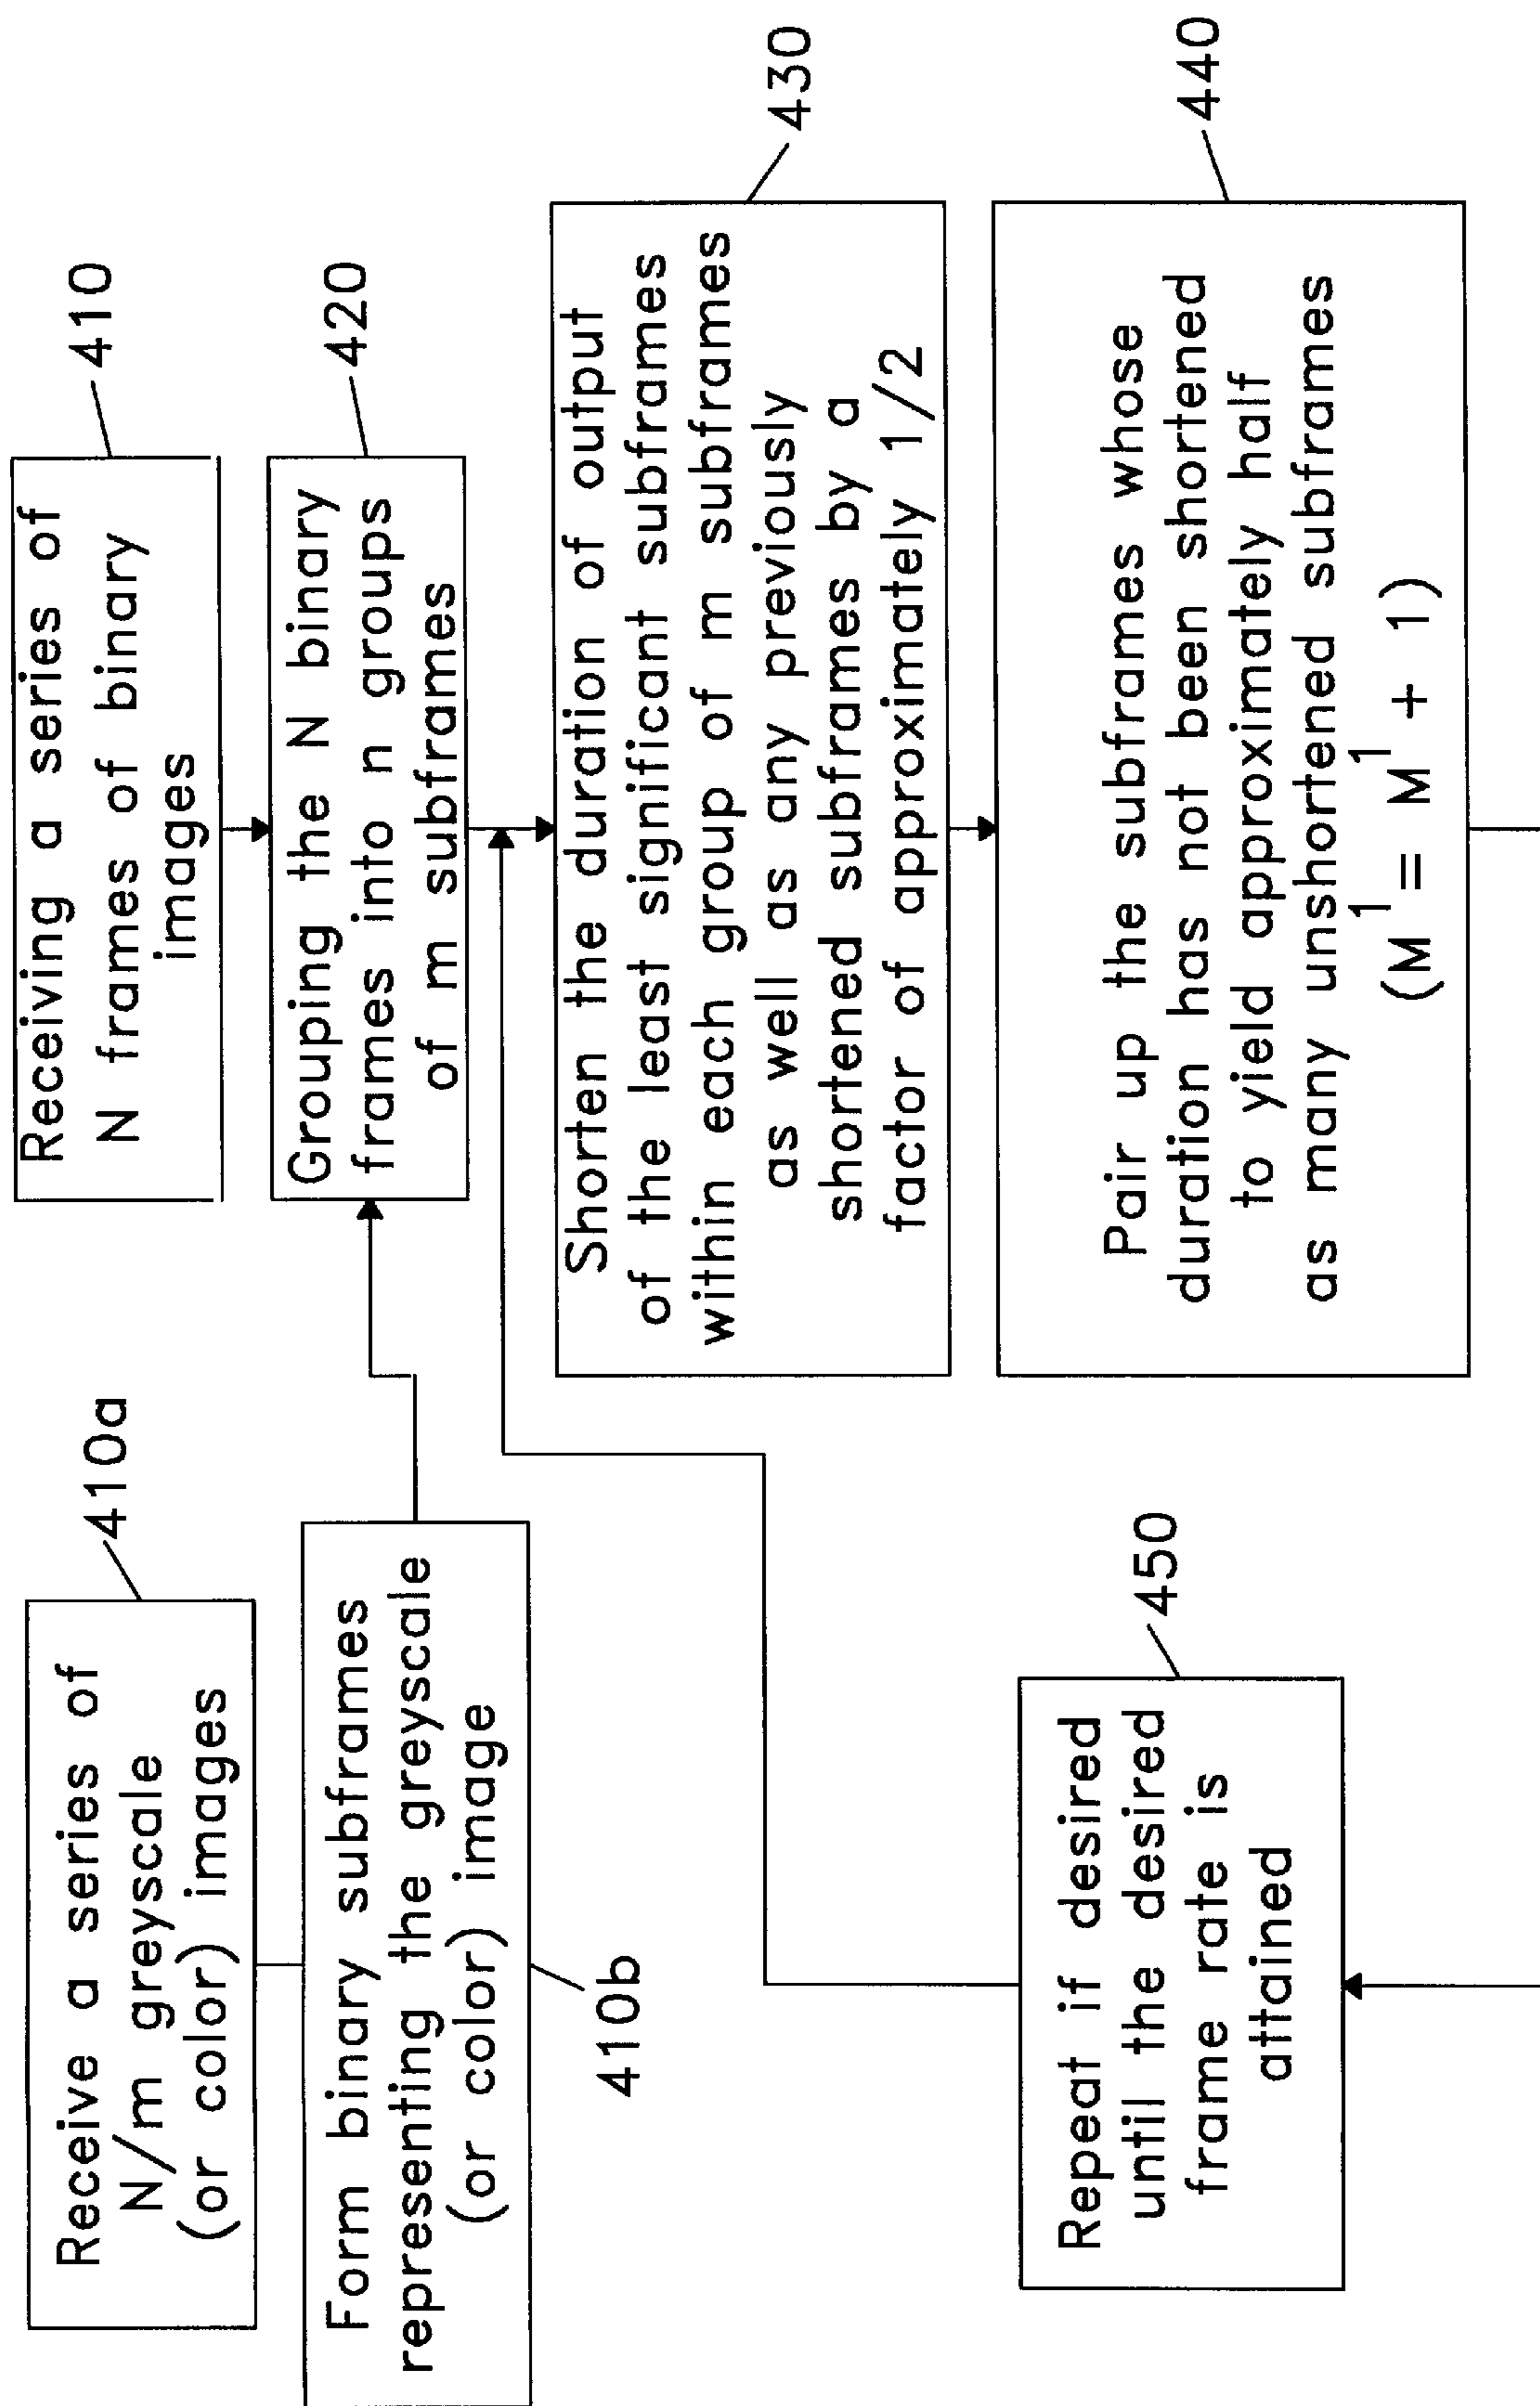 Receiving a series of
N frames of binary
images
410
Grouping the N binary
frames into n groups
of m subframes
420
Shorten the duration of output
of the least significant subframes
within each group of m subframes
as well as any previously
shortened subframes by a
factor of approximately 1/2
430
Pair up the subframes whose
duration has not been shortened
to yield approximately half
as many unshortened subframes
(M¹ = M¹ + 1)
440
Receive a series of
N/m greyscale
(or color) images
410a
Form binary subframes
representing the greyscale
(or color) image
410b
Repeat if desired
until the desired
frame rate is
attained
450